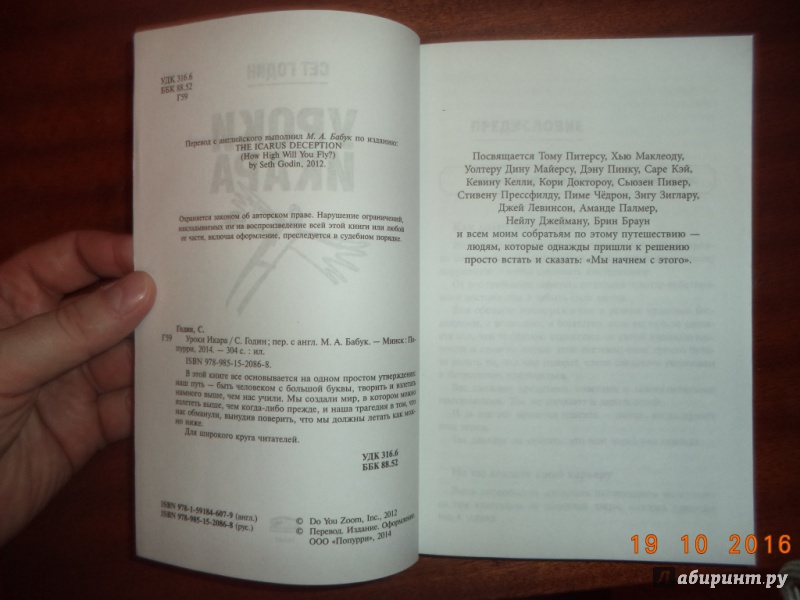 УДК 316.6
ББК 88.52
Г59
Перевод с английского выполнил М. А. Бабук по изданию:
THE ICARUS DECEPTION
(How High Will You Fly?)
by Seth Godin, 2012.
Охраняется законом об авторском праве. Нарушение ограничений,
накладываемых им на воспроизведение всей этой книги или любой
ее части, включая оформление, преследуется в судебном порядке.
Годин, С.
Г59 Уроки Икара / С. Годин ; пер. с англ. М. А. Бабук. — Минск : По-
пурри, 2014. — 304 с. : ил.
ISBN 978-985-15-2086-8.
В этой книге все основывается на одном простом утверждении:
наш путь — быть человеком с большой буквы, творить и взлетать
намного выше, чем нас учили. Мы создали мир, в котором можно
взлететь выше, чем когда-либо прежде, и наша трагедия в том, что
нас обманули, вынудив поверить, что мы должны летать как мож-
но ниже.
Для широкого круга читателей.
УДК 316.6
ББК 88.52
ISBN 978-1-59184-607-9 (англ.)
ISBN 978-985-15-2086-8 (рус.)
© Do You Zoom, Inc., 2012
© Перевод. Издание. Оформление.
ООО «Попурри», 2014
СЕТ ГОДИН
УРОКИ
ИКАРА
ПРЕДИСЛОВИЕ
Посвящается Тому Питерсу, Хью Маклеоду,
Уолтеру Дину Майерсу, Дэну Пинку, Саре Кэй,
Кевину Келли, Кори Доктороу, Сьюзен Пивер,
Стивену Прессфилду, Пиме Чёдрон, Зигу Зиглару,
Джей Левинсон, Аманде Палмер,
Нейлу Джейману, Брин Браун
и всем моим собратьям по этому путешествию —
людям, которые однажды пришли к решению
просто встать и сказать: «Мы начнем с этого».
19 10 2016
Лабиринт.ру